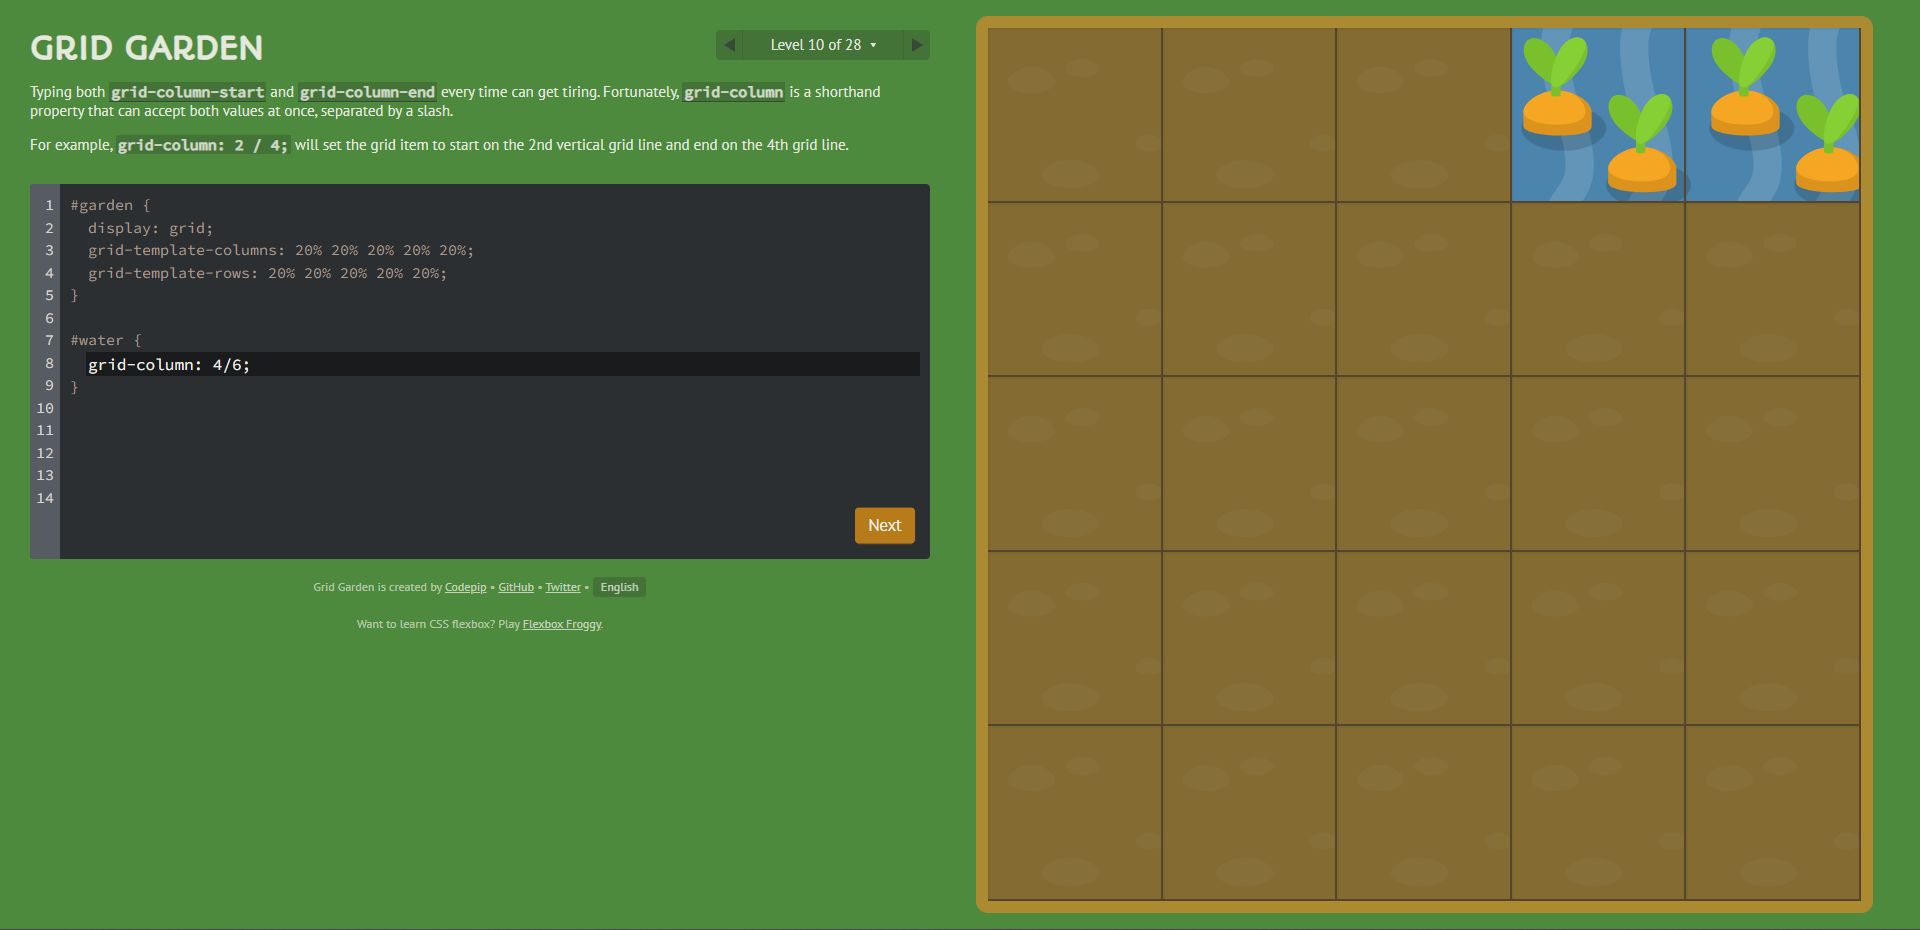 GRID GARDEN
Level 10 of 28 ▾
Typing both grid-column-start and grid-column-end every time can get tiring. Fortunately, grid-column is a shorthand
property that can accept both values at once, separated by a slash.
For example, grid-column: 2 / 4; will set the grid item to start on the 2nd vertical grid line and end on the 4th grid line.
1 #garden {
2 display: grid;
3 grid-template-columns: 20% 20% 20% 20% 20%;
4 grid-template-rows: 20% 20% 20% 20% 20%;
5 }
6
7 #water {
8 grid-column: 4/6;
9 }
10
11
12
13
14
Next
Grid Garden is created by Codepip • GitHub • Twitter • English
Want to learn CSS flexbox? Play Flexbox Froggy.